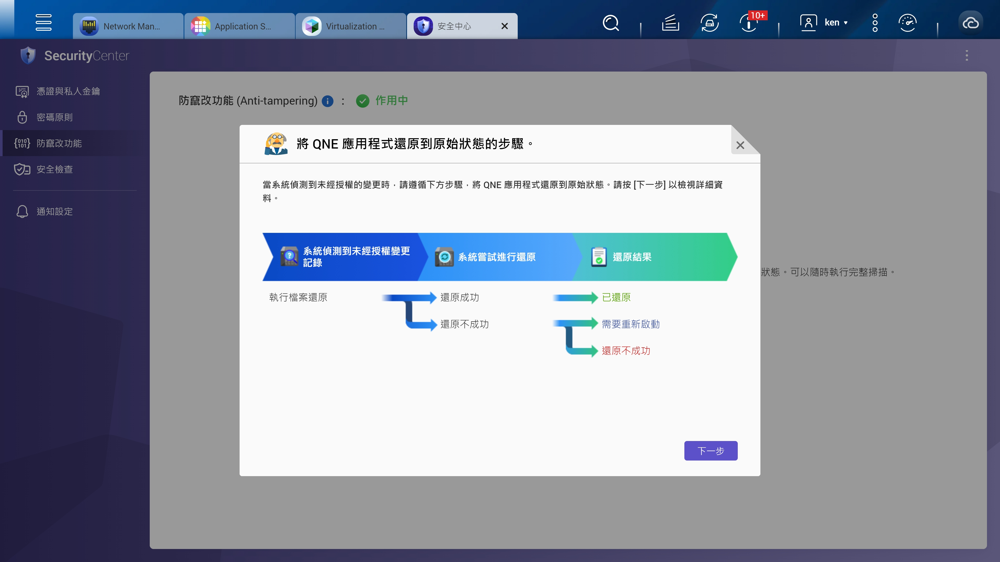 Network Man...
Application S...
Virtualization ...
安全中心
10+
ken
SecurityCenter
憑證與私人金鑰
密碼原則
防竄改功能
安全檢查
通知設定
防竄改功能 (Anti-tampering) ： 作用中
將 QNE 應用程式還原到原始狀態的步驟。
當系統偵測到未經授權的變更時，請遵循下方步驟，將 QNE 應用程式還原到原始狀態。請按 [下一步] 以檢視詳細資
料。
系統偵測到未經授權變更
記錄
系統嘗試進行還原
還原結果
狀態。可以隨時執行完整掃描。
執行檔案還原
還原成功
已還原
還原不成功
需要重新啟動
還原不成功
下一步